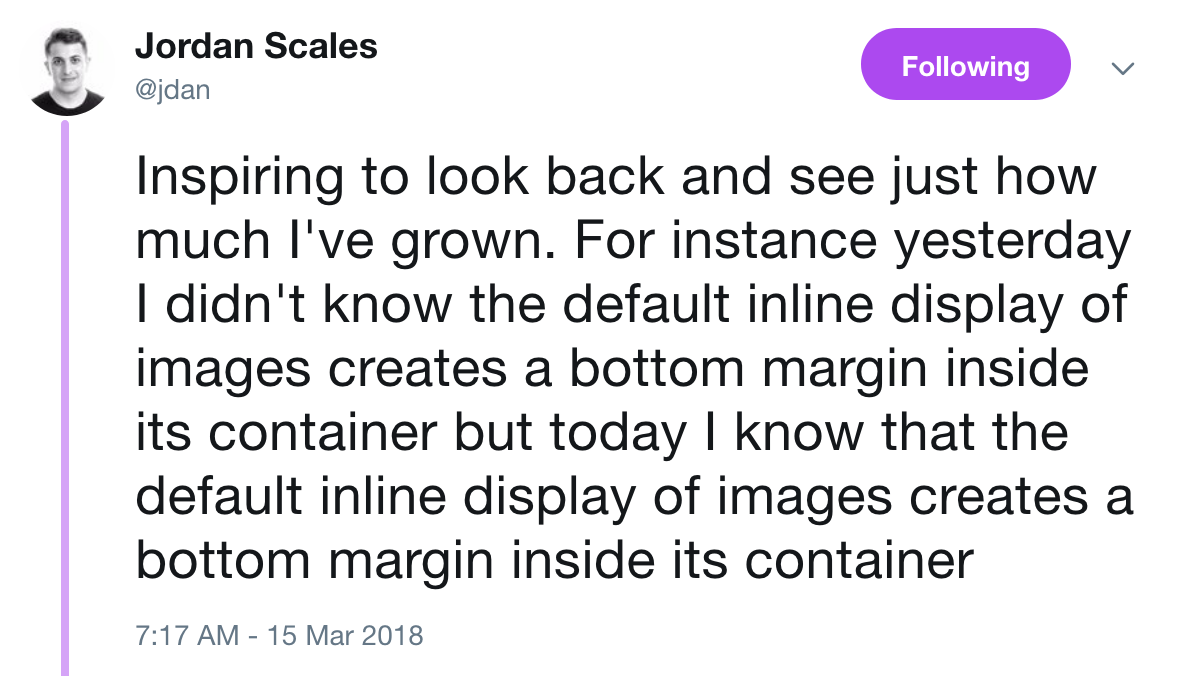 Jordan Scales
@jdan
Following
Inspiring to look back and see just how
much I've grown. For instance yesterday
I didn't know the default inline display of
images creates a bottom margin inside
its container but today I know that the
default inline display of images creates a
bottom margin inside its container
7:17 AM - 15 Mar 2018